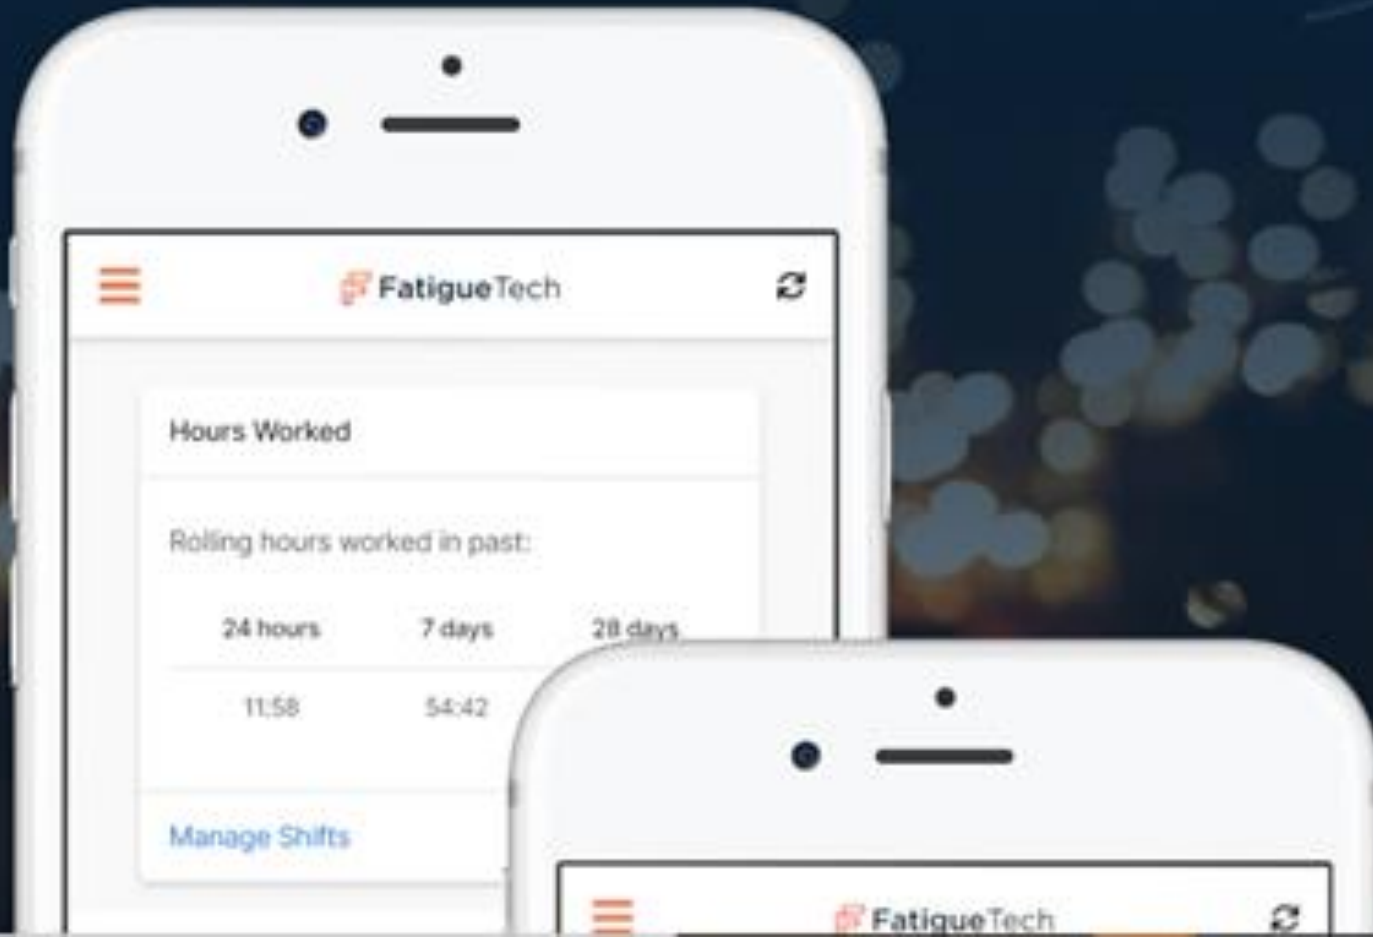 FatigueTech
Hours Worked
Rolling hours worked in past:
24 hours 7 days 28 days
11:58 54:42
Manage Shifts
FatigueTech